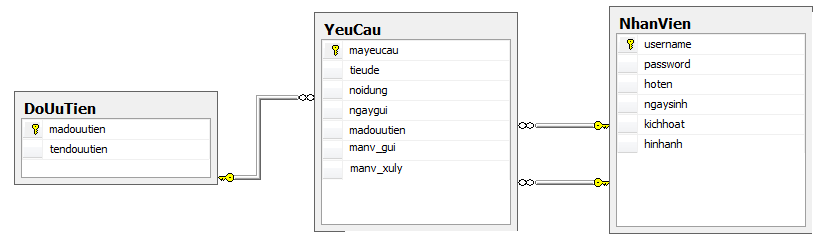 DoUuTien
madouutien
tendouutien
YeuCau
mayeucau
tieude
noidung
ngaygui
madouutien
manv_gui
manv_xuly
NhanVien
username
password
hoten
ngaysinh
kichhoat
hinhanh